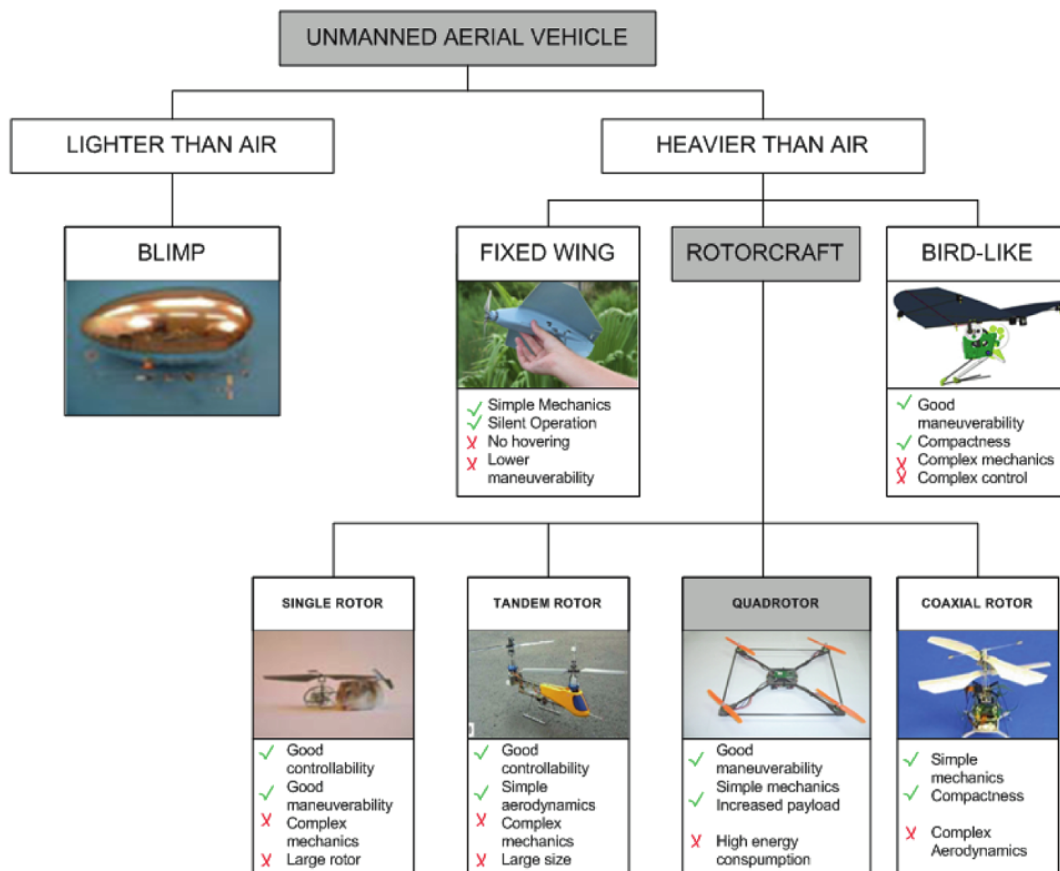 UNMANNED AERIAL VEHICLE
LIGHTER THAN AIR
HEAVIER THAN AIR
BLIMP
FIXED WING
ROTORCRAFT
BIRD-LIKE
Simple Mechanics
Silent Operation
No hovering
Lower
maneuverability
Good
maneuverability
Compactness
Complex mechanics
Complex control
SINGLE ROTOR
TANDEM ROTOR
QUADROTOR
COAXIAL ROTOR
Good
controllability
Good
maneuverability
Complex
mechanics
Large rotor
Good
controllability
Simple
aerodynamics
Complex
mechanics
Large size
Good
maneuverability
Simple mechanics
Increased payload
High energy
conspumption
Simple
mechanics
Compactness
Complex
Aerodynamics